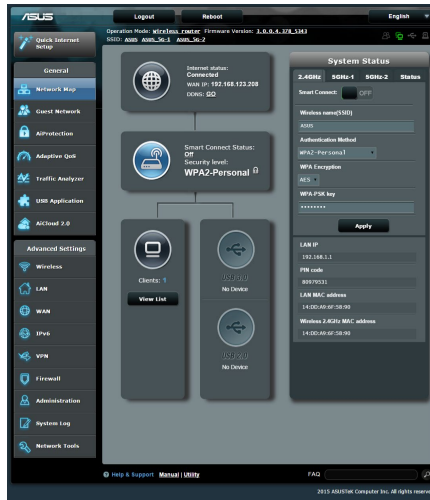 ASUS
Logout
Reboot
English
Operation Mode: Wireless router Firmware Version: 3.0.0.4.378_5343
SSID: ASUS ASUS_5G-1 ASUS_5G-2
Quick Internet Setup
General
Network Map
Guest Network
AiProtection
Adaptive QoS
Traffic Analyzer
USB Application
AiCloud 2.0
Advanced Settings
Wireless
LAN
WAN
IPv6
VPN
Firewall
Administration
System Log
Network Tools
Internet status:
Connected
WAN IP: 192.168.123.208
DDNS: GO
Smart Connect Status:
Off
Security level:
WPA2-Personal
Clients: 1
View List
USB 3.0
No Device
USB 2.0
No Device
System Status
2.4GHz 5GHz-1 5GHz-2 Status
Smart Connect: OFF
Wireless name(SSID)
ASUS
Authentication Method
WPA2-Personal
WPA Encryption
AES
WPA-PSK key
••••••••
Apply
LAN IP
192.168.1.1
PIN code
80979531
LAN MAC address
14:DD:A9:6F:58:90
Wireless 2.4GHz MAC address
14:DD:A9:6F:58:90
Help & Support Manual | Utility
FAQ
2015 ASUSTeK Computer Inc. All rights reserve